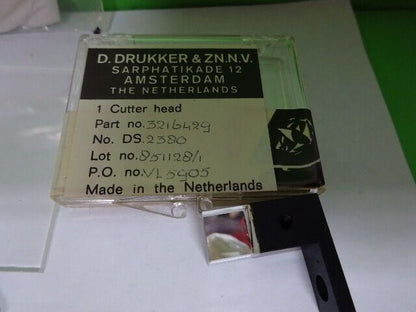 D. DRUKKER & ZN.N.V.
SARPHATIKADE 12
AMSTERDAM
THE NETHERLANDS
1 Cutter head
Part no. 3216429
No. DS. 2380
Lot no. 851128/1
P.O. no. VL5905
Made in the Netherlands